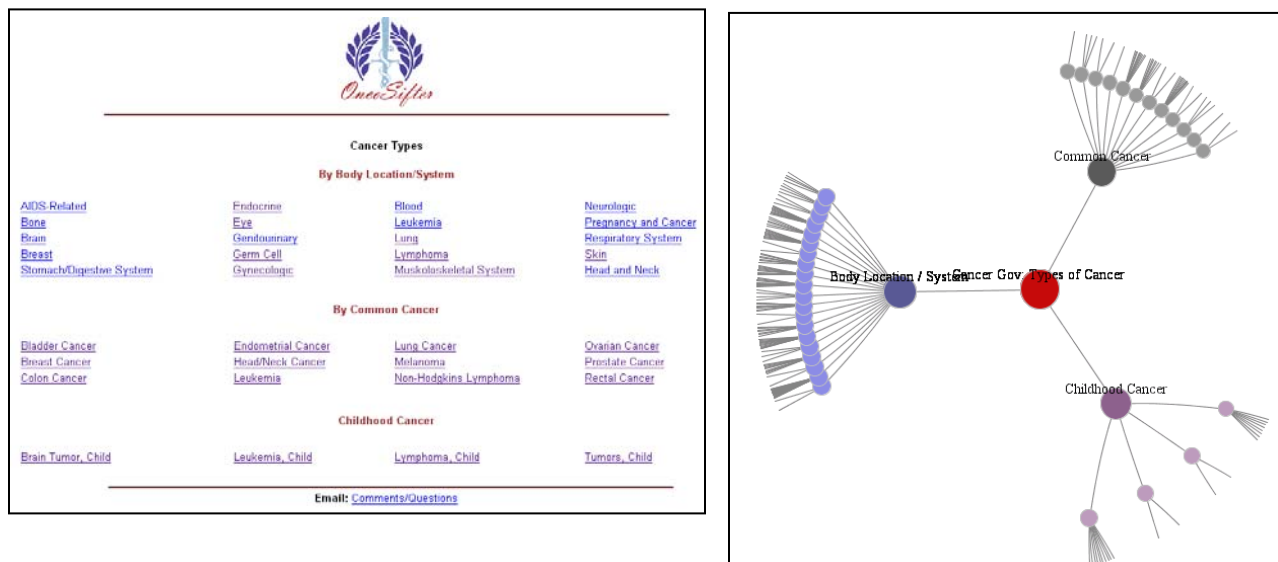 OncoSifter
Cancer Types
By Body Location/System
AIDS-Related Endocrine Blood Neurologic
Bone Eye Leukemia Pregnancy and Cancer
Brain Genitourinary Lung Respiratory System
Breast Germ Cell Lymphoma Skin
Stomach/Digestive System Gynecologic Muskoloskeletal System Head and Neck
By Common Cancer
Bladder Cancer Endometrial Cancer Lung Cancer Ovarian Cancer
Breast Cancer Head/Neck Cancer Melanoma Prostate Cancer
Colon Cancer Leukemia Non-Hodgkins Lymphoma Rectal Cancer
Childhood Cancer
Brain Tumor, Child Leukemia, Child Lymphoma, Child Tumors, Child
Email: Comments/Questions
Common Cancer
Body Location / System
Cancer Gov. Types of Cancer
Childhood Cancer